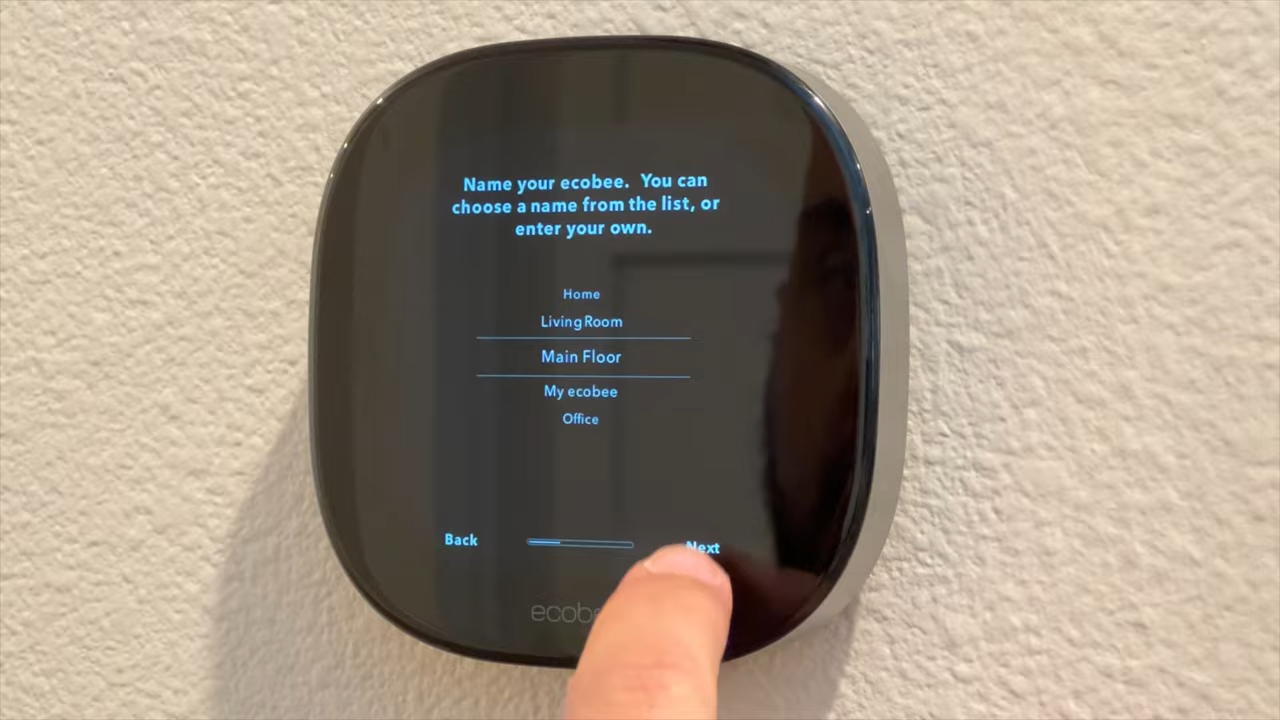 Name your ecobee. You can
choose a name from the list, or
enter your own.
Home
Living Room
Main Floor
My ecobee
Office
Back
Next